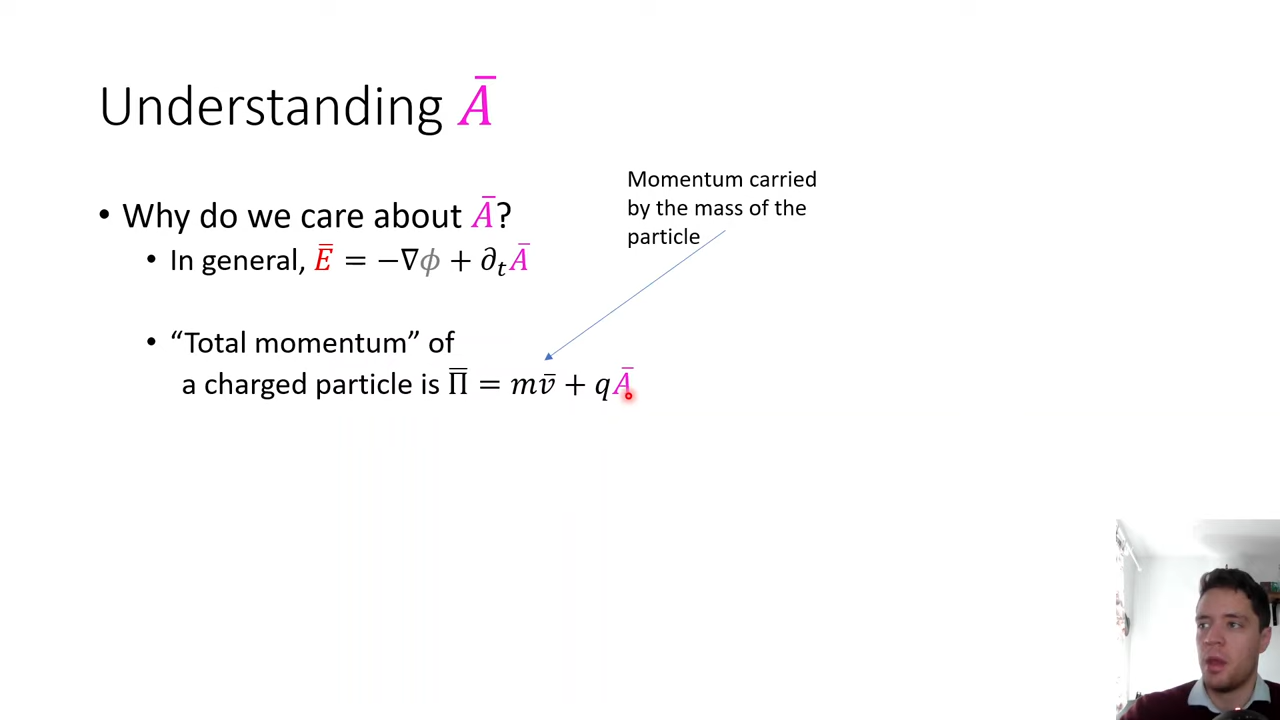 Understanding Ā
• Why do we care about Ā?
• In general, Ē = −∇ϕ + ∂ₜĀ
Momentum carried
by the mass of the
particle
• “Total momentum” of
a charged particle is Π̅ = mv̄ + qĀ